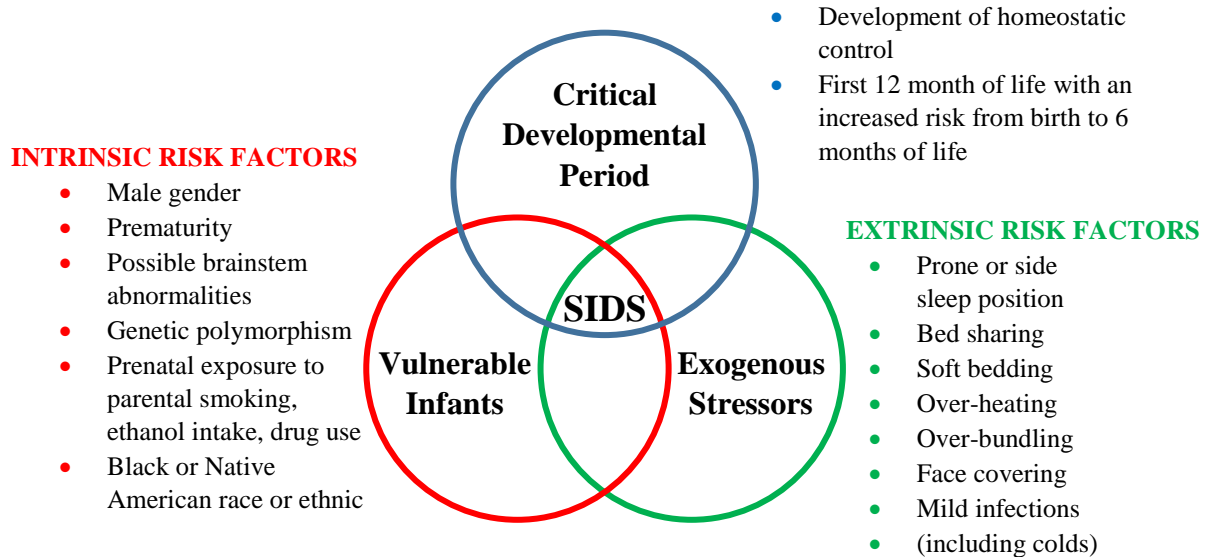 • Development of homeostatic
control
• First 12 month of life with an
increased risk from birth to 6
months of life
Critical
Developmental
Period
INTRINSIC RISK FACTORS
• Male gender
• Prematurity
• Possible brainstem
abnormalities
• Genetic polymorphism
• Prenatal exposure to
parental smoking,
ethanol intake, drug use
• Black or Native
American race or ethnic
SIDS
Vulnerable
Infants
Exogenous
Stressors
EXTRINSIC RISK FACTORS
• Prone or side
sleep position
• Bed sharing
• Soft bedding
• Over-heating
• Over-bundling
• Face covering
• Mild infections
• (including colds)